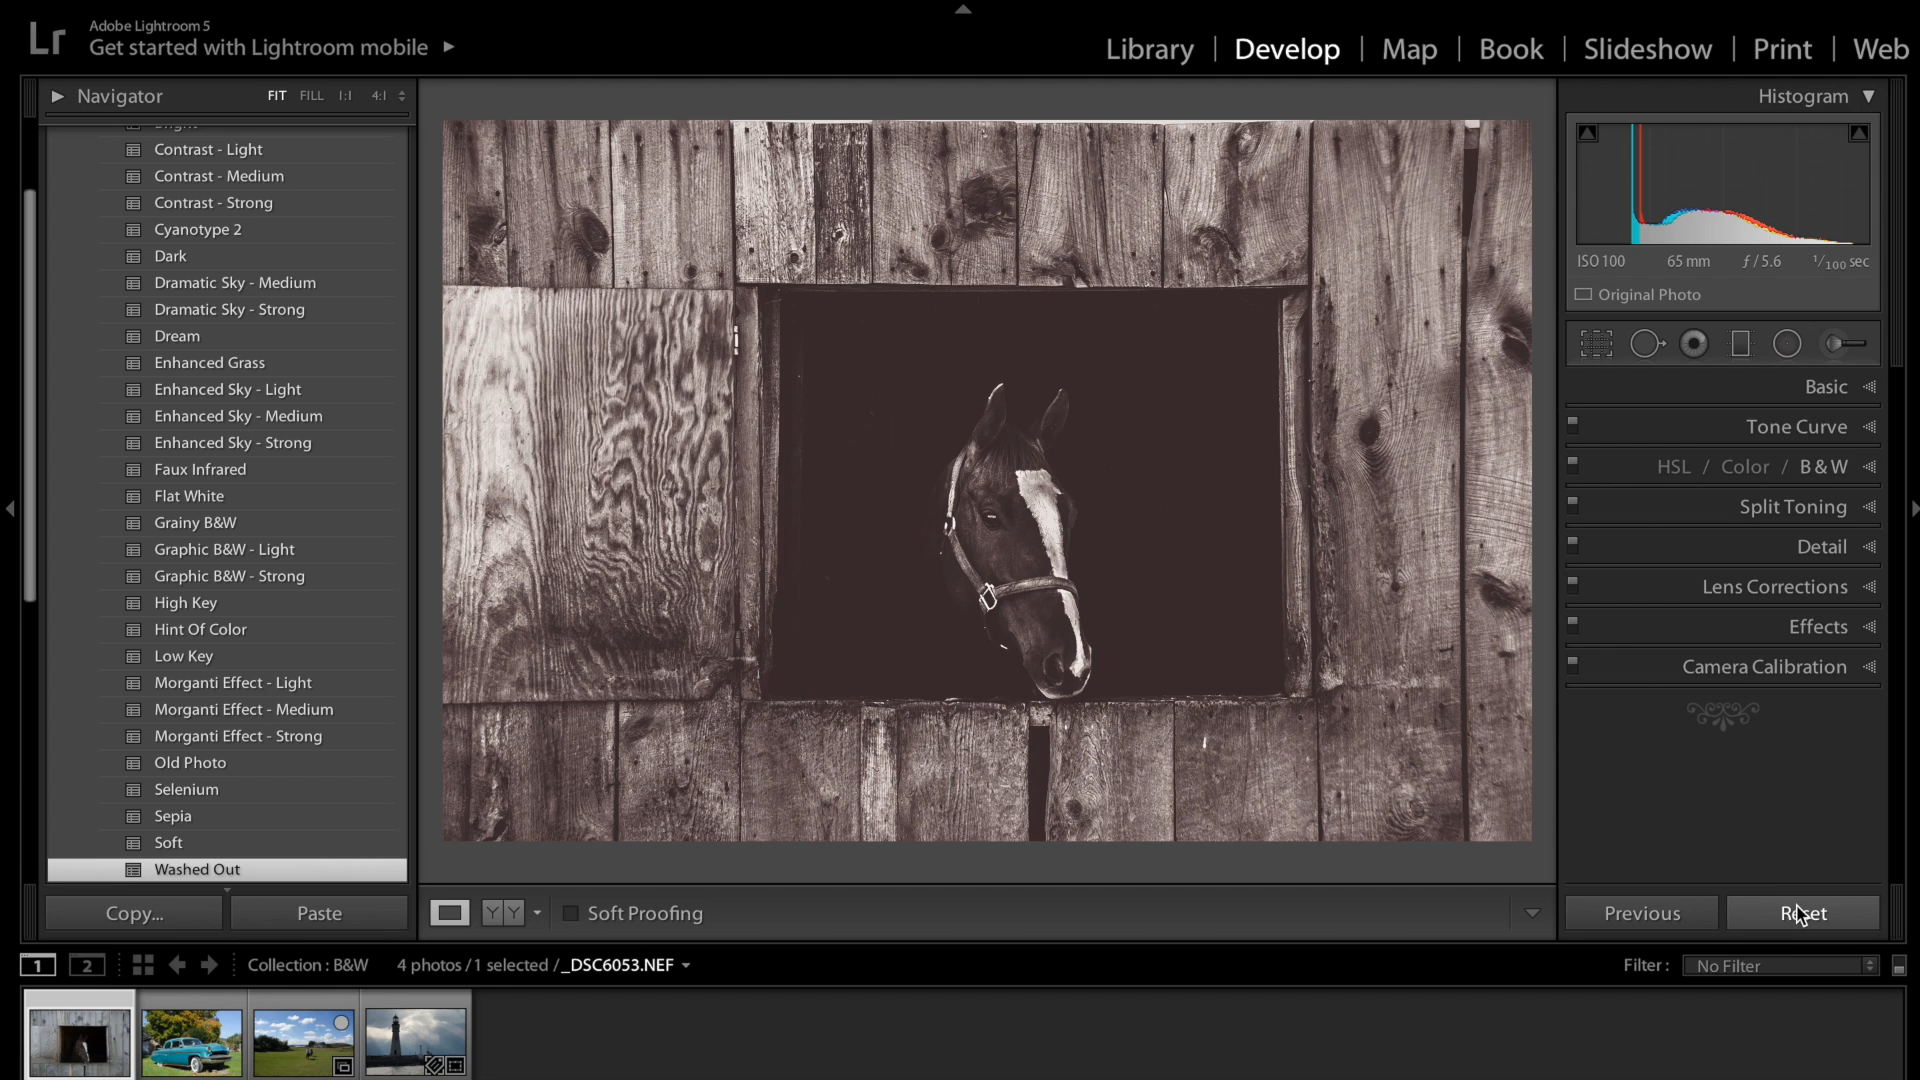 Lr
Adobe Lightroom 5
Get started with Lightroom mobile
Library | Develop | Map | Book | Slideshow | Print | Web
Navigator FIT FILL 1:1 4:1
Bright
Contrast - Light
Contrast - Medium
Contrast - Strong
Cyanotype 2
Dark
Dramatic Sky - Medium
Dramatic Sky - Strong
Dream
Enhanced Grass
Enhanced Sky - Light
Enhanced Sky - Medium
Enhanced Sky - Strong
Faux Infrared
Flat White
Grainy B&W
Graphic B&W - Light
Graphic B&W - Strong
High Key
Hint Of Color
Low Key
Morganti Effect - Light
Morganti Effect - Medium
Morganti Effect - Strong
Old Photo
Selenium
Sepia
Soft
Washed Out
Copy... Paste
Y Y Soft Proofing
Histogram
ISO 100 65 mm ƒ / 5.6 1/100 sec
Original Photo
Basic
Tone Curve
HSL / Color / B & W
Split Toning
Detail
Lens Corrections
Effects
Camera Calibration
Previous Reset
1 2 Collection : B&W 4 photos / 1 selected / _DSC6053.NEF
Filter : No Filter